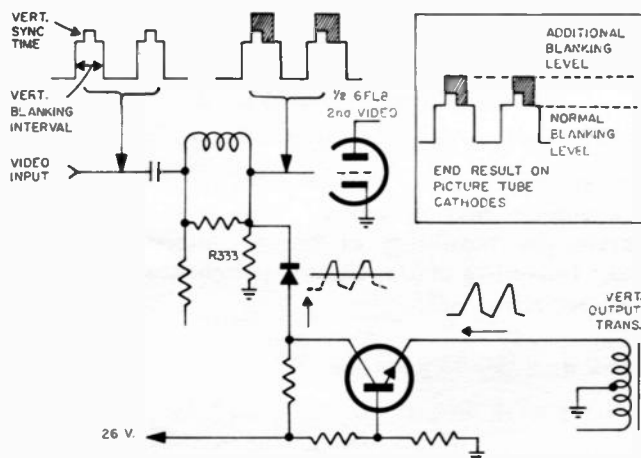 VERT.
SYNC
TIME
VERT.
BLANKING
INTERVAL
VIDEO
INPUT
1/2 6FL8
2nd VIDEO
ADDITIONAL
BLANKING
LEVEL
NORMAL
BLANKING
LEVEL
END RESULT ON
PICTURE TUBE
CATHODES
R333
VERT.
OUTPUT
TRANS.
26 V.